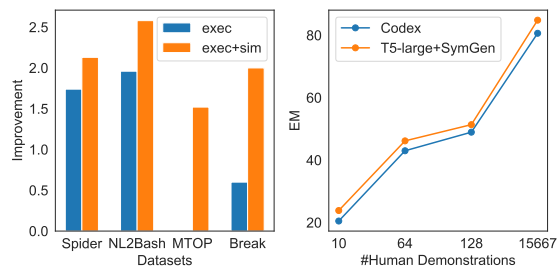 Improvement
2.5
2.0
1.5
1.0
0.5
0.0
exec
exec+sim
Spider NL2Bash MTOP Break
Datasets
EM
80
60
40
20
Codex
T5-large+SymGen
10 64 128 15667
#Human Demonstrations